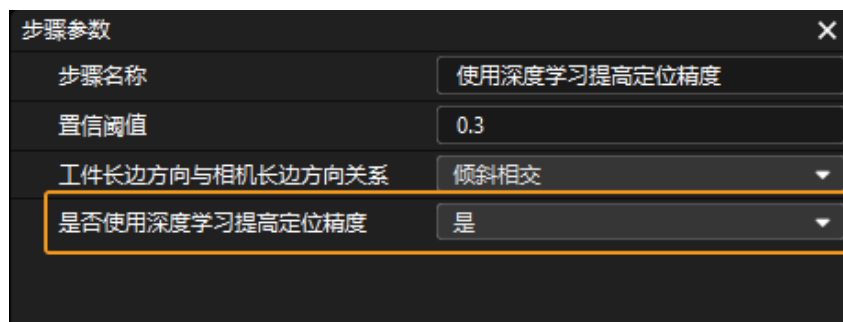 步骤参数
步骤名称 使用深度学习提高定位精度
置信阈值 0.3
工件长边方向与相机长边方向关系 倾斜相交
是否使用深度学习提高定位精度 是